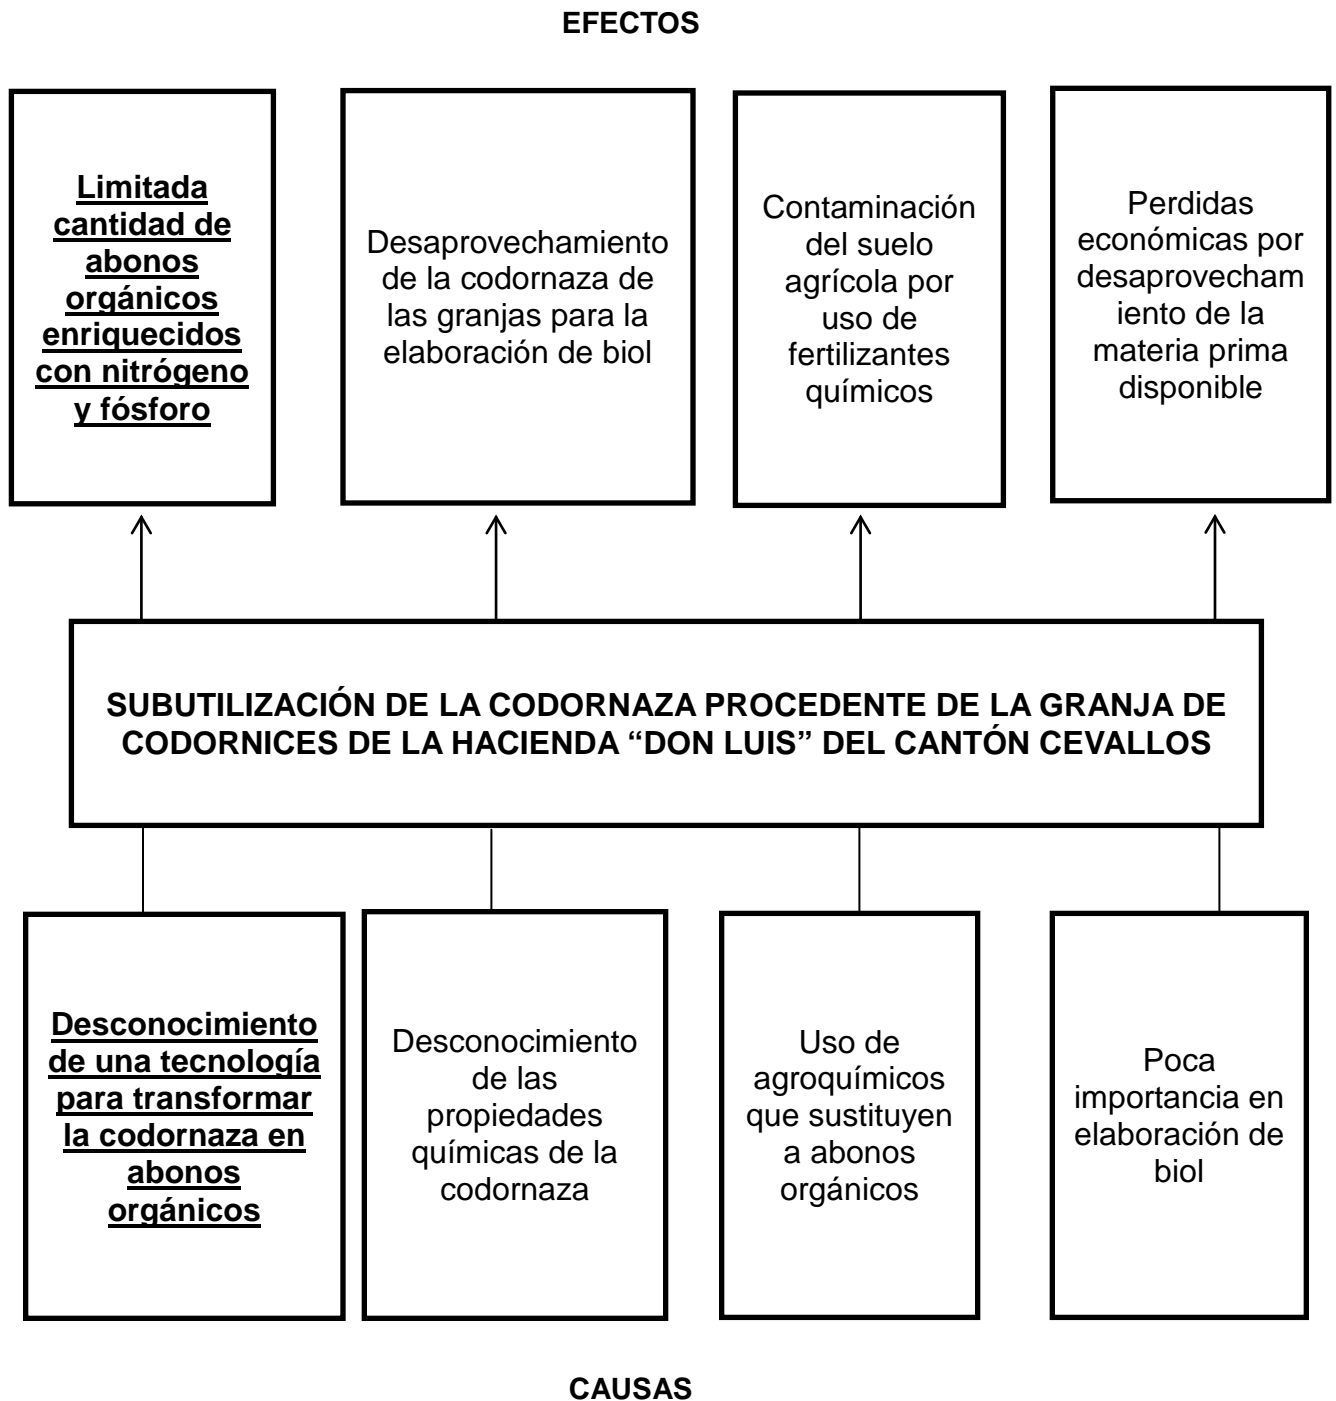 EFECTOS
Limitada
cantidad de
abonos
orgánicos
enriquecidos
con nitrógeno
y fósforo
Desaprovechamiento
de la codornaza de
las granjas para la
elaboración de biol
Contaminación
del suelo
agrícola por
uso de
fertilizantes
químicos
Perdidas
económicas por
desaprovecham
iento de la
materia prima
disponible
SUBUTILIZACIÓN DE LA CODORNAZA PROCEDENTE DE LA GRANJA DE
CODORNICES DE LA HACIENDA “DON LUIS” DEL CANTÓN CEVALLOS
Desconocimiento
de una tecnología
para transformar
la codornaza en
abonos
orgánicos
Desconocimiento
de las
propiedades
químicas de la
codornaza
Uso de
agroquímicos
que sustituyen
a abonos
orgánicos
Poca
importancia en
elaboración de
biol
CAUSAS